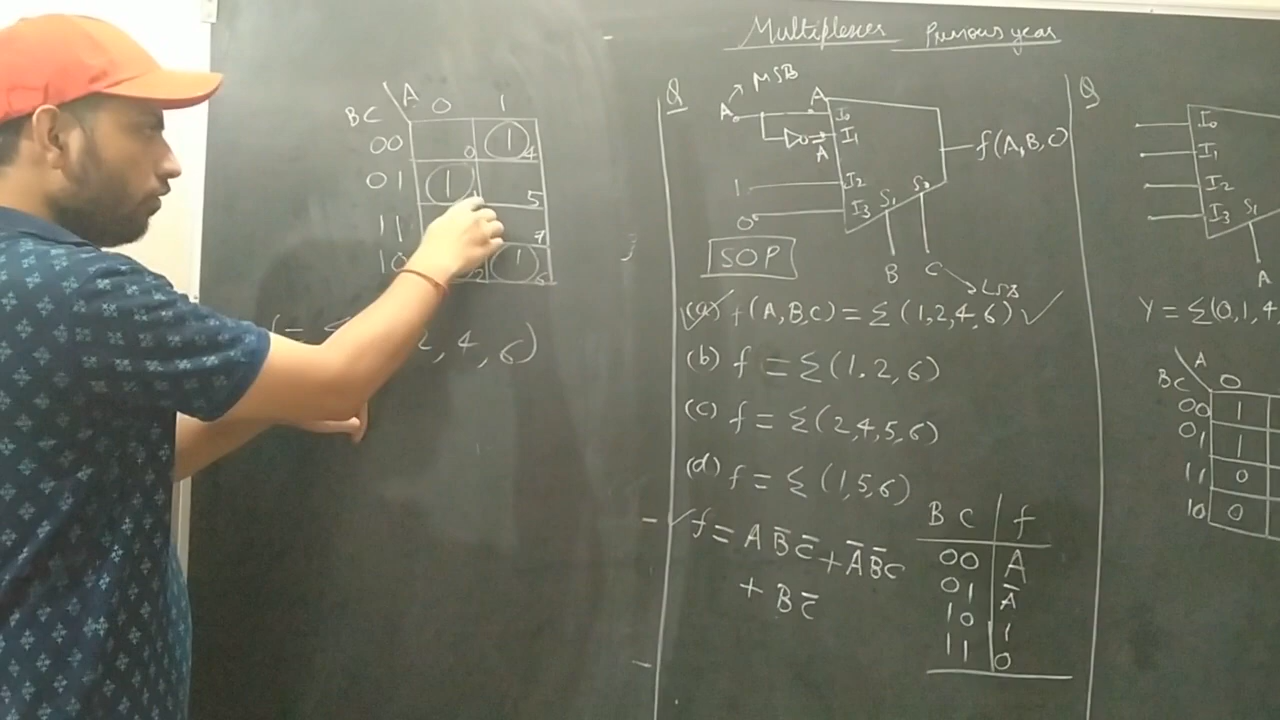 Multiplexer Previous year
BC A 0 1
00 0 1 4
01 1 5
11 7
10 2 1 6
2, 4, 6)
Q
A MSB
A I0
I1
A̅
1 I2
0 I3
S1 S0
B C
LSB
f(A,B,C)
SOP
(a) f(A,B,C) = Σ (1,2,4,6) ✓
(b) f = Σ (1,2,6)
(c) f = Σ (2,4,5,6)
(d) f = Σ (1,5,6)
✓ f = A B̅ C̅ + A̅ B̅ C
+ B C̅
B C f
00 A
01 A̅
10 1
11 0
Q
I0
I1
I2
I3 S1
A
Y = Σ(0,1,4
BC A 0
00 1
01 1
11 0
10 0